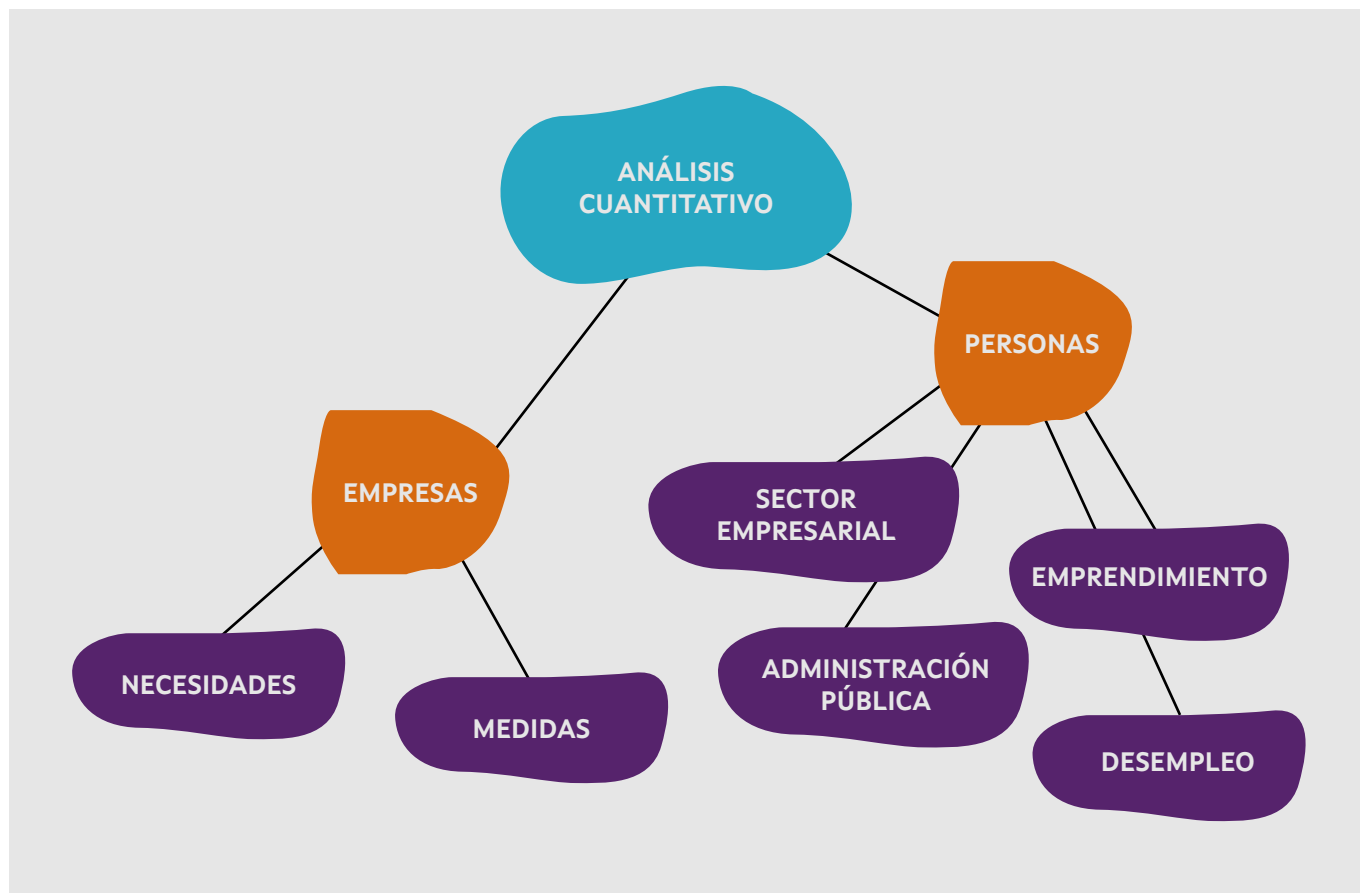 ANÁLISIS
CUANTITATIVO
PERSONAS
EMPRESAS
SECTOR
EMPRESARIAL
EMPRENDIMIENTO
NECESIDADES
MEDIDAS
ADMINISTRACIÓN
PÚBLICA
DESEMPLEO